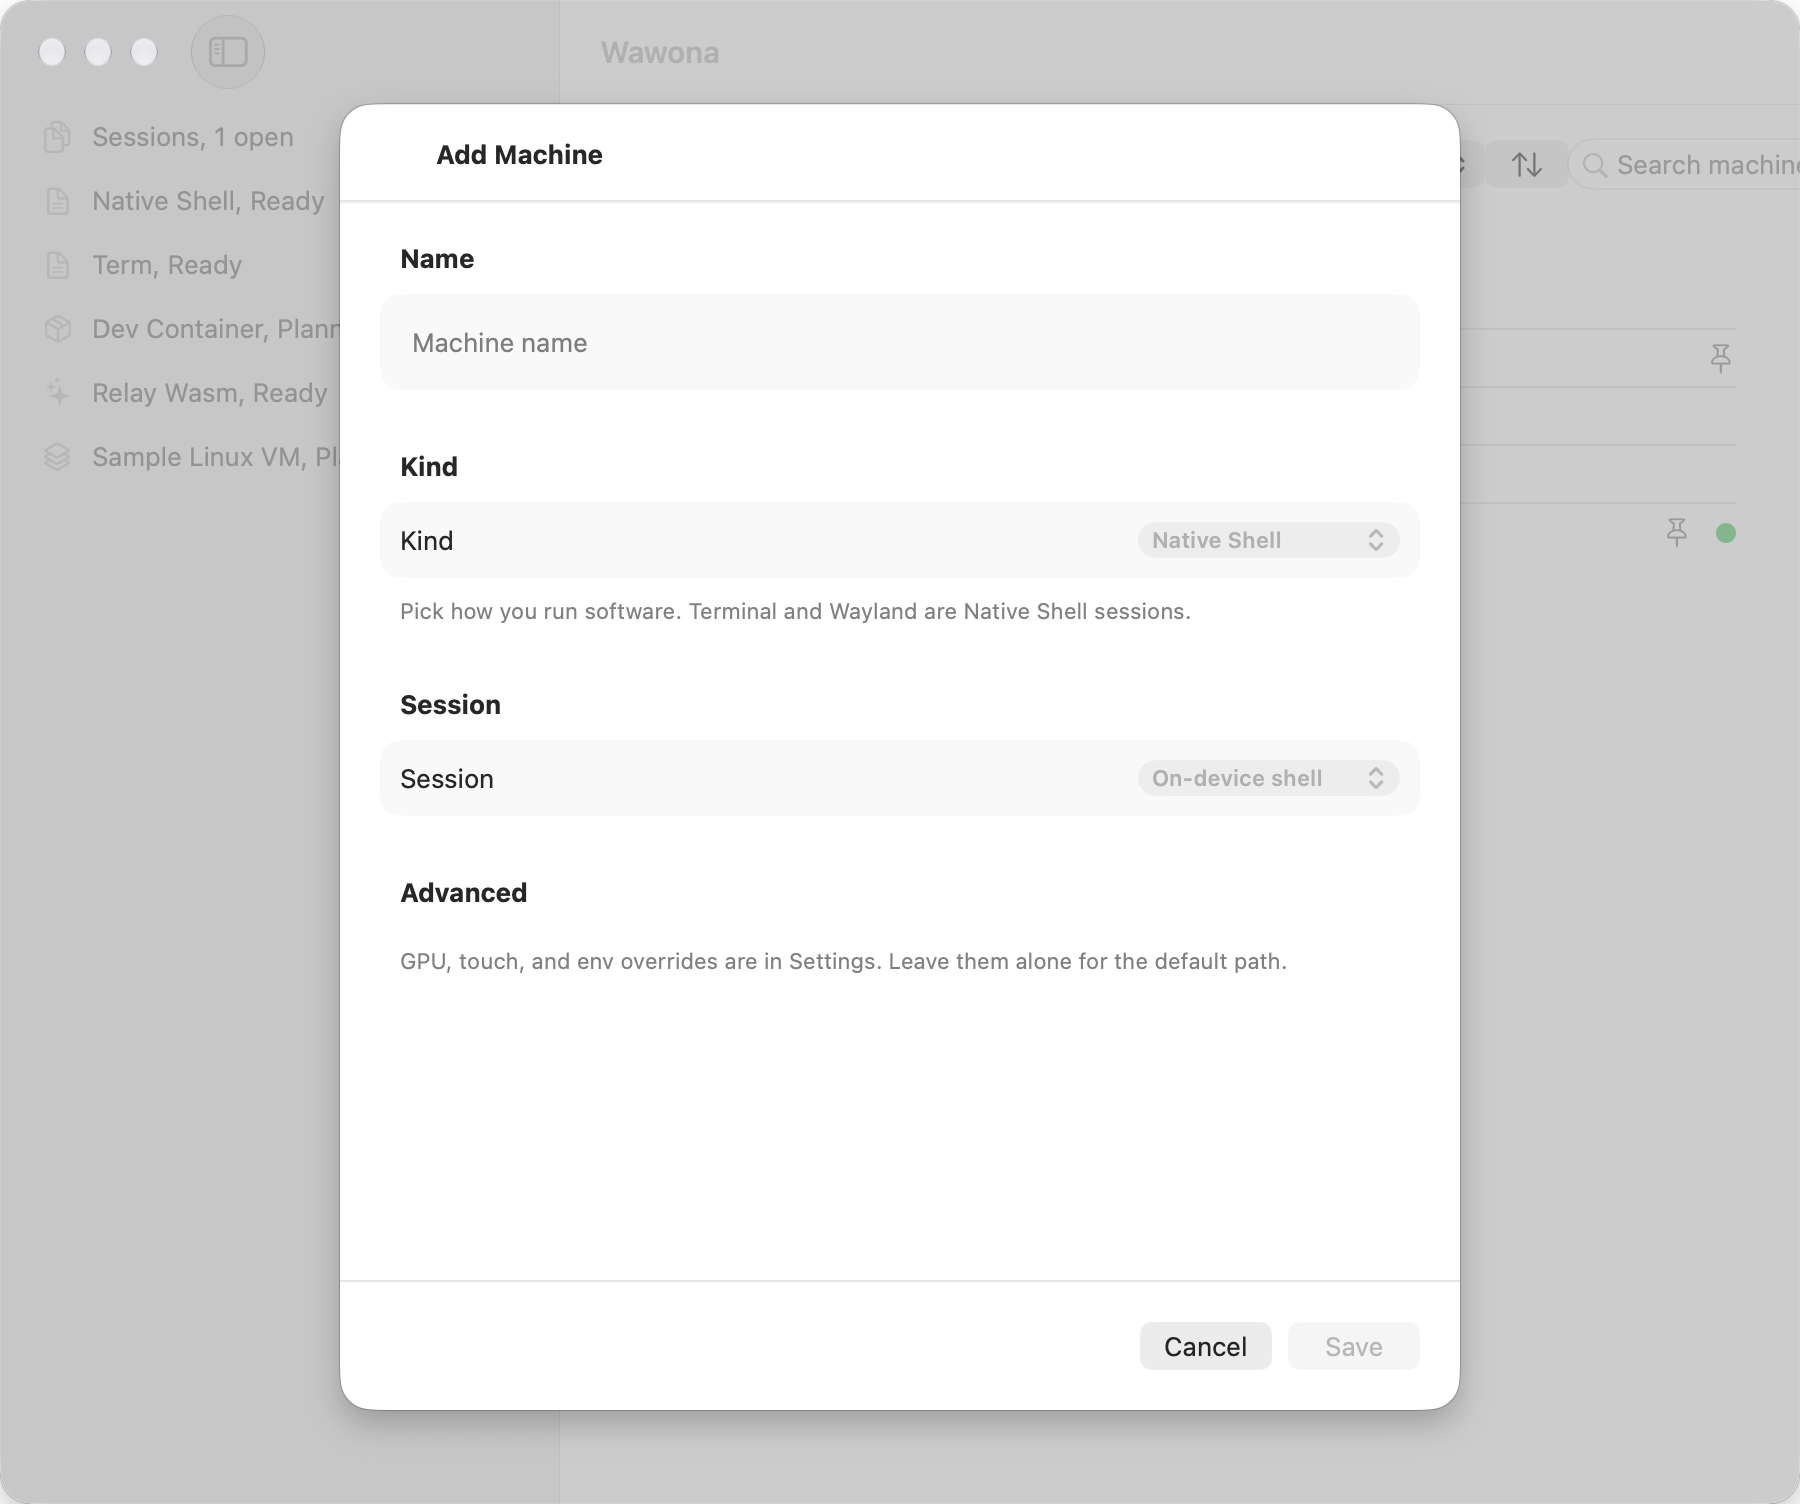 Wawona
Sessions, 1 open
Native Shell, Ready
Term, Ready
Dev Container,
Relay Wasm, Ready
Sample Linux VM,
Search
Add Machine
Name
Machine name
Kind
Kind
Native Shell
Pick how you run software. Terminal and Wayland are Native Shell sessions.
Session
Session
On-device shell
Advanced
GPU, touch, and env overrides are in Settings. Leave them alone for the default path.
Cancel
Save